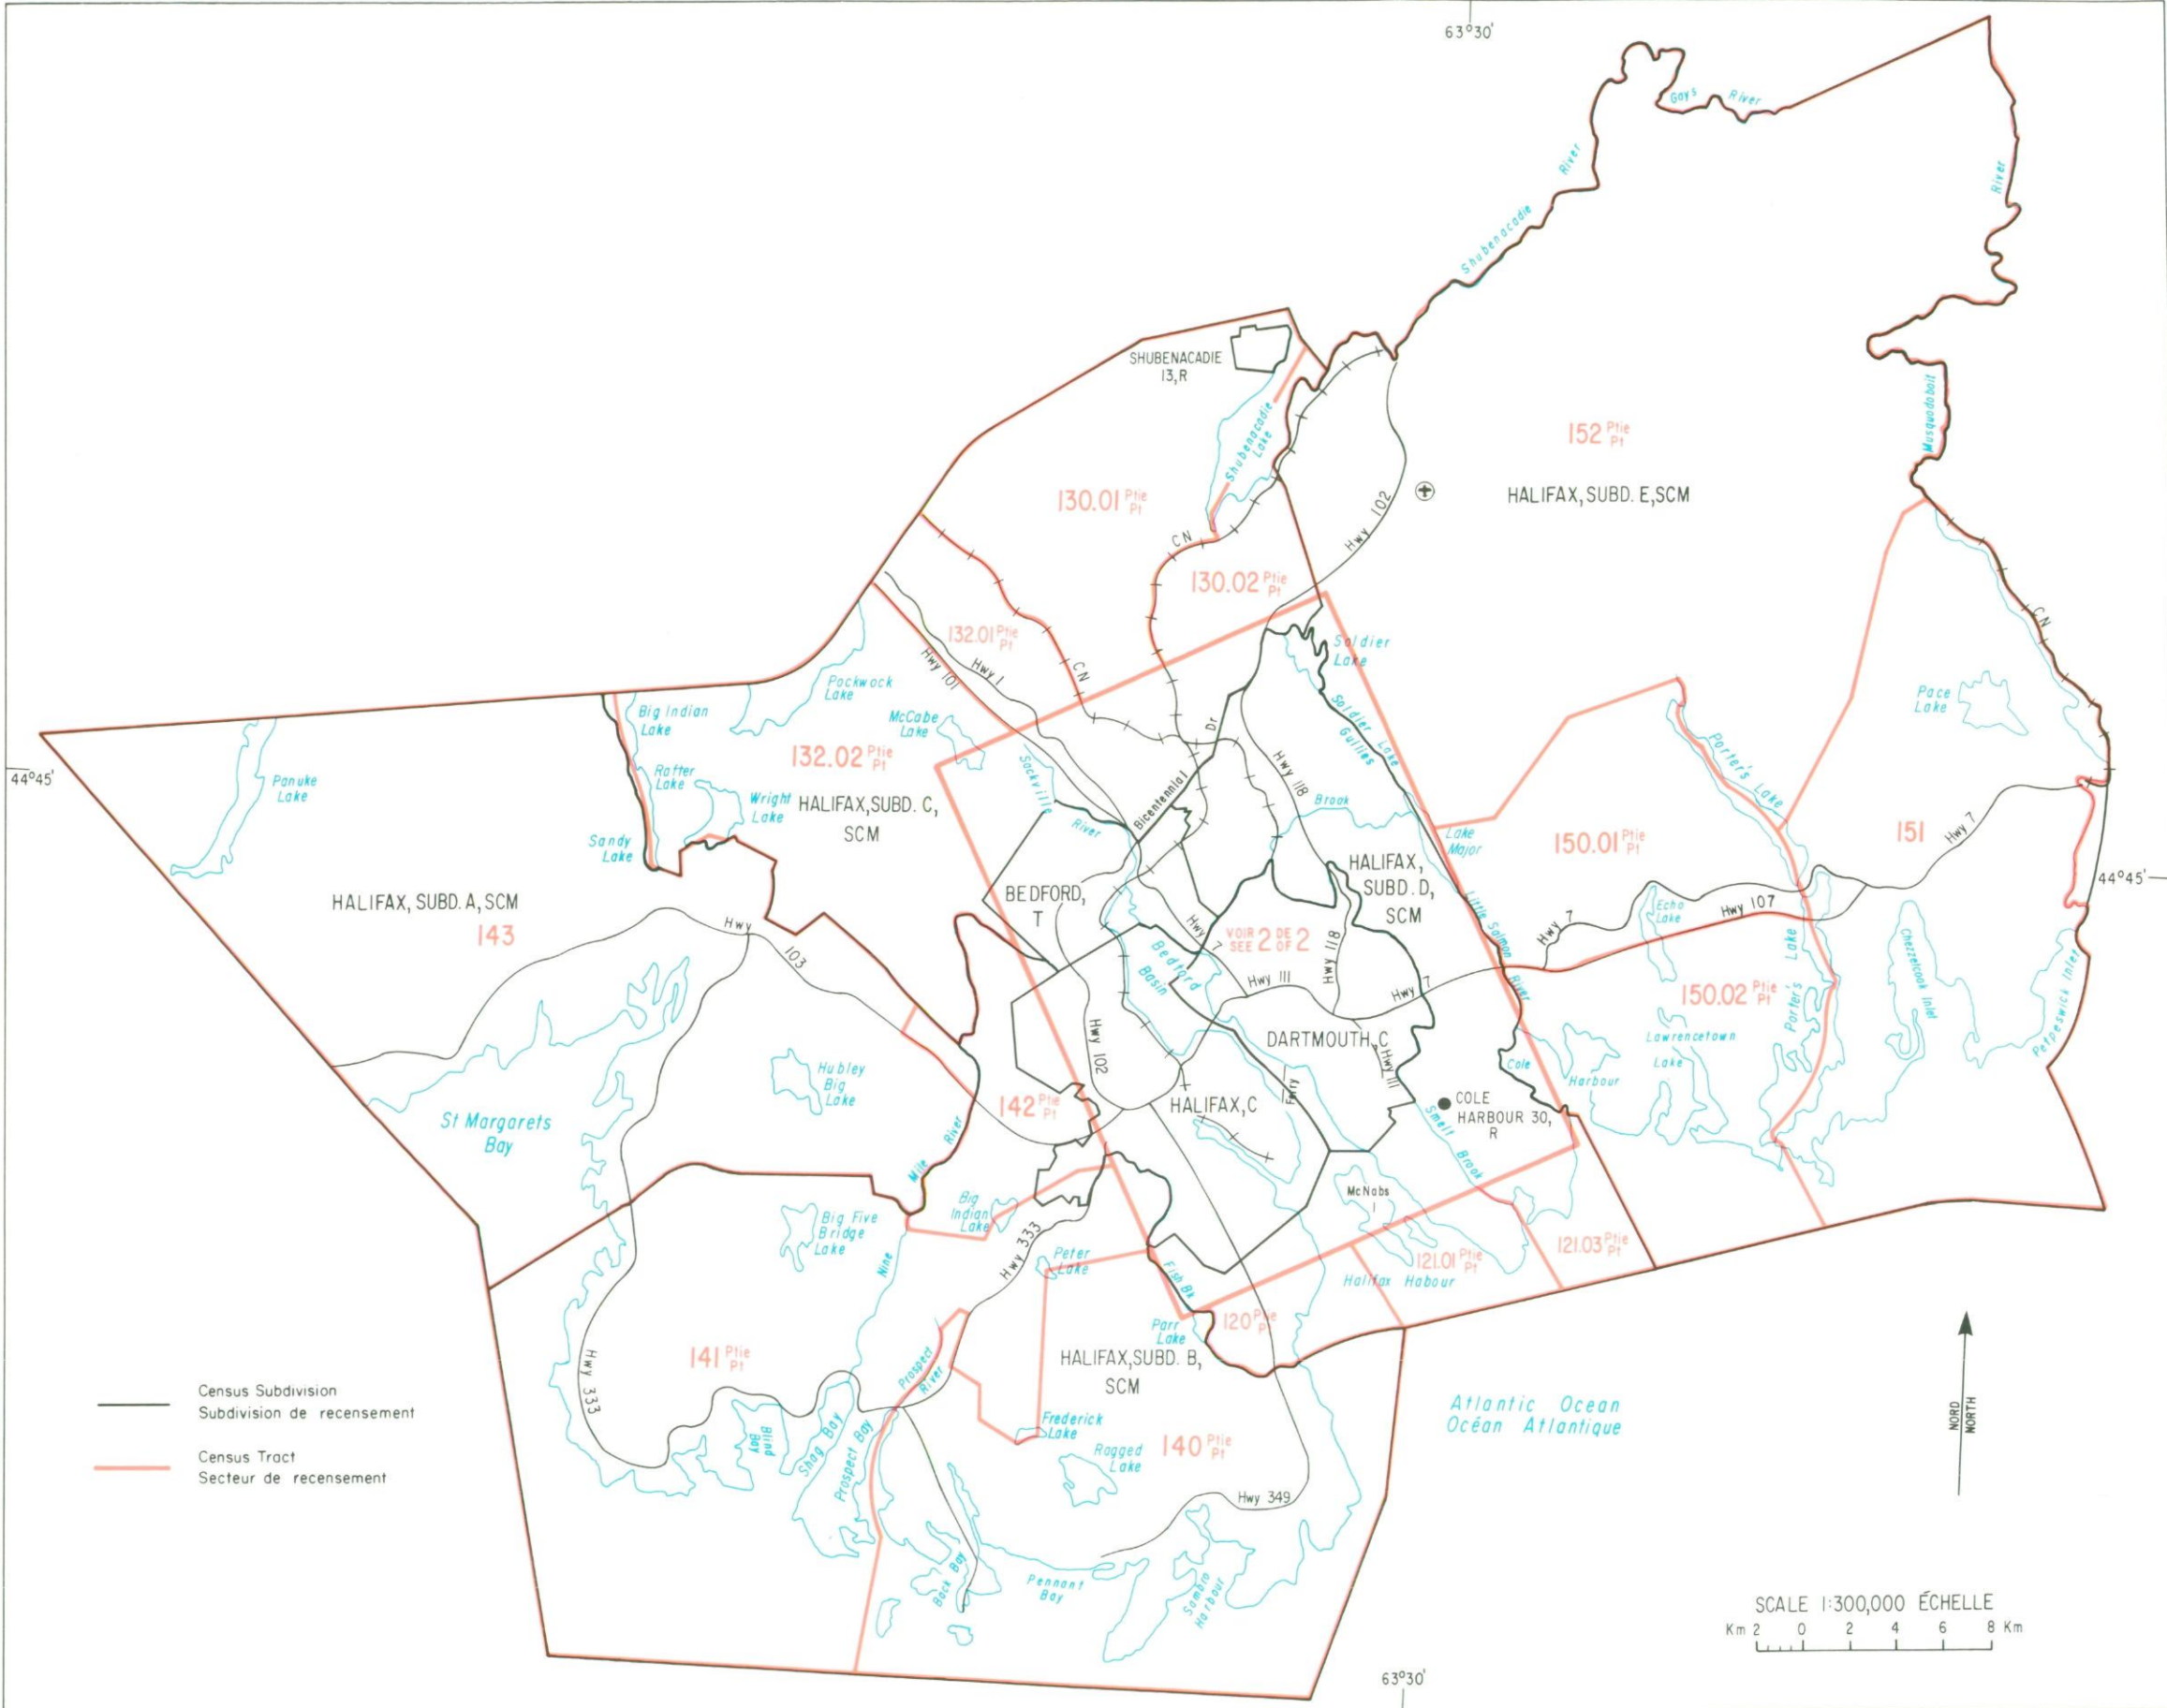 63°30'
Gays River
River
Shubenacadie
River
SHUBENACADIE
13,R
Shubenacadie
Lake
152 Ptie
Pt
HALIFAX, SUBD. E, SCM
Musquodoboit
130.01 Ptie
Pt
CN
Hwy 102
130.02 Ptie
Pt
CN
132.01 Ptie
Pt
Hwy 101
Hwy 1
CN
Soldier
Lake
Pockwock
Lake
McCabe
Lake
Big Indian
Lake
Soldier Lake
Gullies
Dr
Pace
Lake
Porter's Lake
44°45'
Panuke
Lake
Rafter
Lake
132.02 Ptie
Pt
Wright
Lake
HALIFAX, SUBD. C,
SCM
Sackville
River
Bicentennial
Hwy 118
Brook
Lake
Major
150.01 Ptie
Pt
151
Hwy 7
Sandy
Lake
44°45'
HALIFAX, SUBD. A, SCM
143
Hwy
103
BEDFORD,
T
HALIFAX,
SUBD. D,
SCM
Little Salmon
River
Echo
Lake
Hwy 107
Hwy 7
VOIR 2 DE 2
SEE 2 OF 2
Hwy 7
Bedford
Basin
Hwy 118
Hwy 111
Hwy 7
150.02 Ptie
Pt
Porter's
Lake
Chezzetcook Inlet
Petpeswick Inlet
Hwy 102
DARTMOUTH, C
Hwy 111
Lawrencetown
Lake
Cole
Harbour
Hubley
Big
Lake
142 Ptie
Pt
HALIFAX, C
Ferry
COLE
HARBOUR 30,
R
St Margarets
Bay
Mile
River
Smelt Brook
McNabs
I
Big
Indian
Lake
Big Five
Bridge
Lake
Nine
Hwy 333
Peter
Lake
Fish Bk
121.01 Ptie
Pt
121.03 Ptie
Pt
Halifax Habour
Parr
Lake
120 Ptie
Pt
141 Ptie
Pt
Hwy 333
Prospect
River
HALIFAX, SUBD. B,
SCM
Census Subdivision
Subdivision de recensement
Census Tract
Secteur de recensement
Blind
Bay
Shag Bay
Prospect Bay
Frederick
Lake
Ragged
Lake
140 Ptie
Pt
Atlantic Ocean
Océan Atlantique
NORD
NORTH
Hwy 349
Back Bay
Pennant
Bay
Sambro
Harbour
SCALE 1:300,000 ÉCHELLE
Km 2 0 2 4 6 8 Km
63°30'